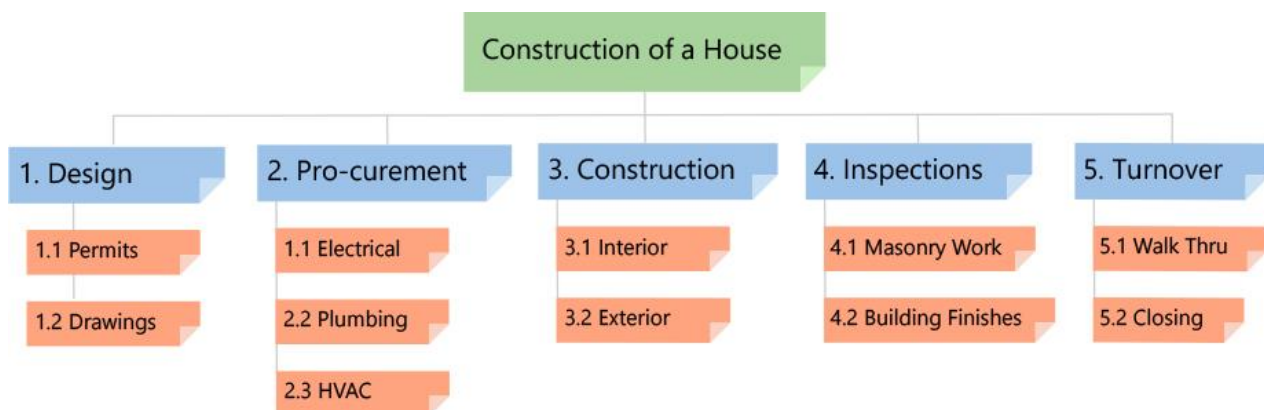 Construction of a House
1. Design
2. Pro-curement
3. Construction
4. Inspections
5. Turnover
1.1 Permits
1.1 Electrical
3.1 Interior
4.1 Masonry Work
5.1 Walk Thru
1.2 Drawings
2.2 Plumbing
3.2 Exterior
4.2 Building Finishes
5.2 Closing
2.3 HVAC